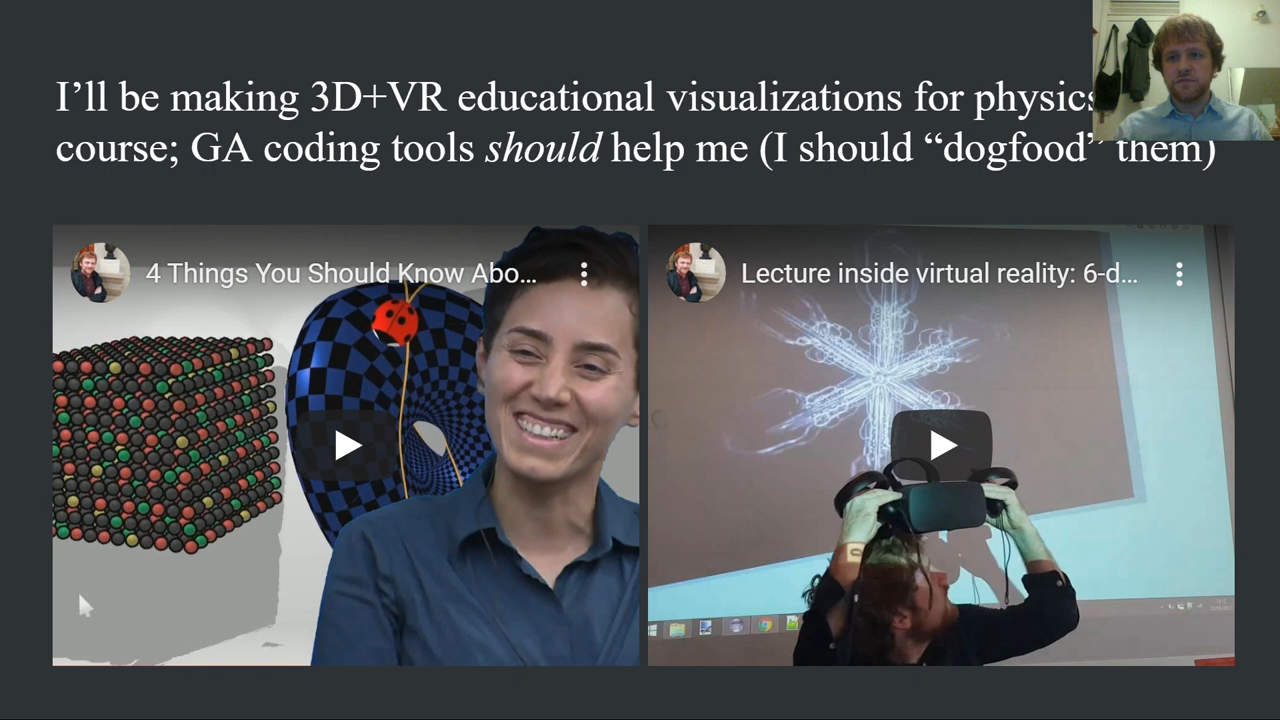 I’ll be making 3D+VR educational visualizations for physics
course; GA coding tools should help me (I should “dogfood” them)
4 Things You Should Know Abo...
Lecture inside virtual reality: 6-d...